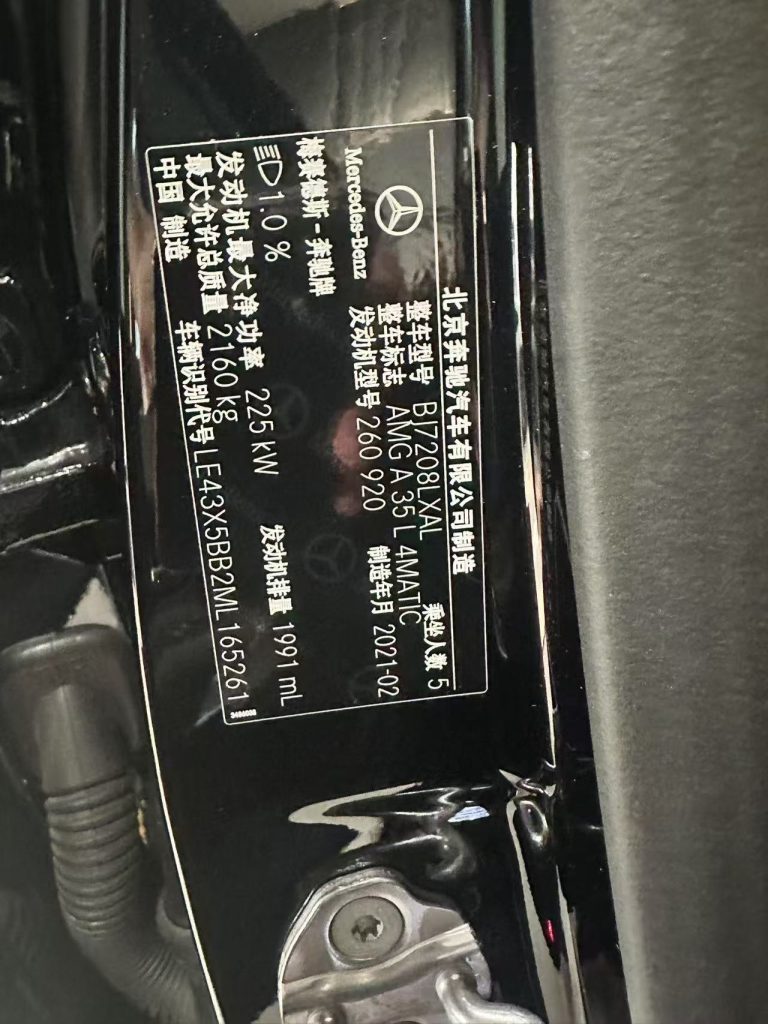 北京奔驰汽车有限公司制造
整车型号 BJ7208LXAL 乘坐人数 5
整车标志 AMG A 35 L 4MATIC
发动机型号 260 920 制造年月 2021-02
Mercedes-Benz
梅赛德斯-奔驰牌
1.0 %
发动机最大净功率 225 kW 发动机排量 1991 mL
最大允许总质量 2160 kg
中国 制造 车辆识别代号 LE43X5BB2ML165261